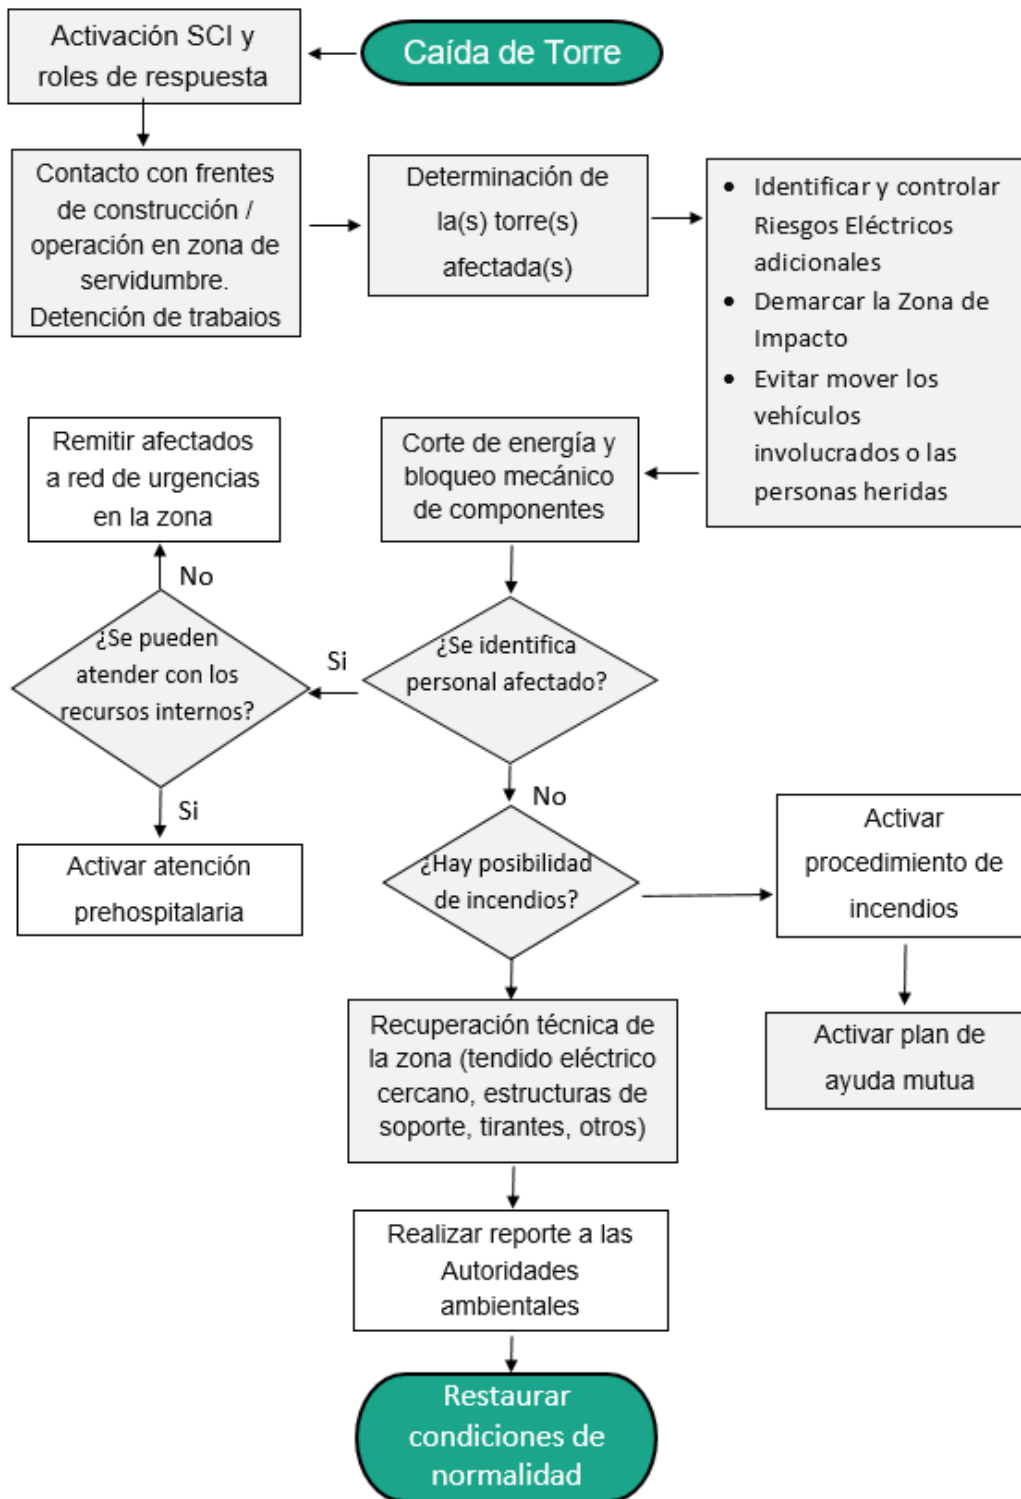 Caída de Torre
Activación SCI y
roles de respuesta
Contacto con frentes
de construcción /
operación en zona de
servidumbre.
Detención de trabajos
Determinación de
la(s) torre(s)
afectada(s)
• Identificar y controlar
Riesgos Eléctricos
adicionales
• Demarcar la Zona de
Impacto
• Evitar mover los
vehículos
involucrados o las
personas heridas
Corte de energía y
bloqueo mecánico
de componentes
¿Se identifica
personal afectado?
Si
¿Se pueden
atender con los
recursos internos?
No
Remitir afectados
a red de urgencias
en la zona
Si
Activar atención
prehospitalaria
No
¿Hay posibilidad
de incendios?
Activar
procedimiento de
incendios
Activar plan de
ayuda mutua
Recuperación técnica de
la zona (tendido eléctrico
cercano, estructuras de
soporte, tirantes, otros)
Realizar reporte a las
Autoridades
ambientales
Restaurar
condiciones de
normalidad